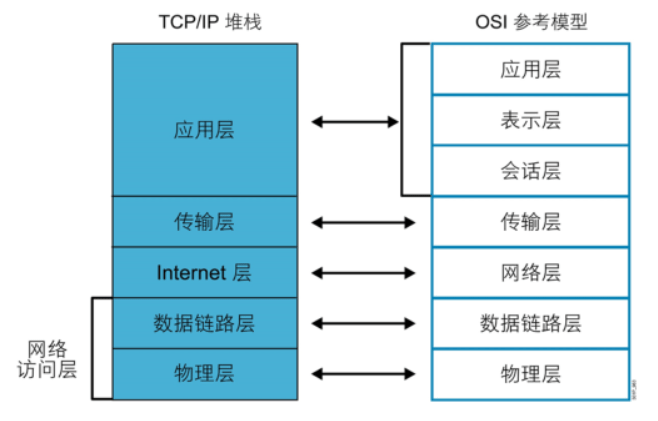 TCP/IP 堆栈
OSI 参考模型
应用层
传输层
Internet 层
数据链路层
物理层
网络
访问层
应用层
表示层
会话层
传输层
网络层
数据链路层
物理层